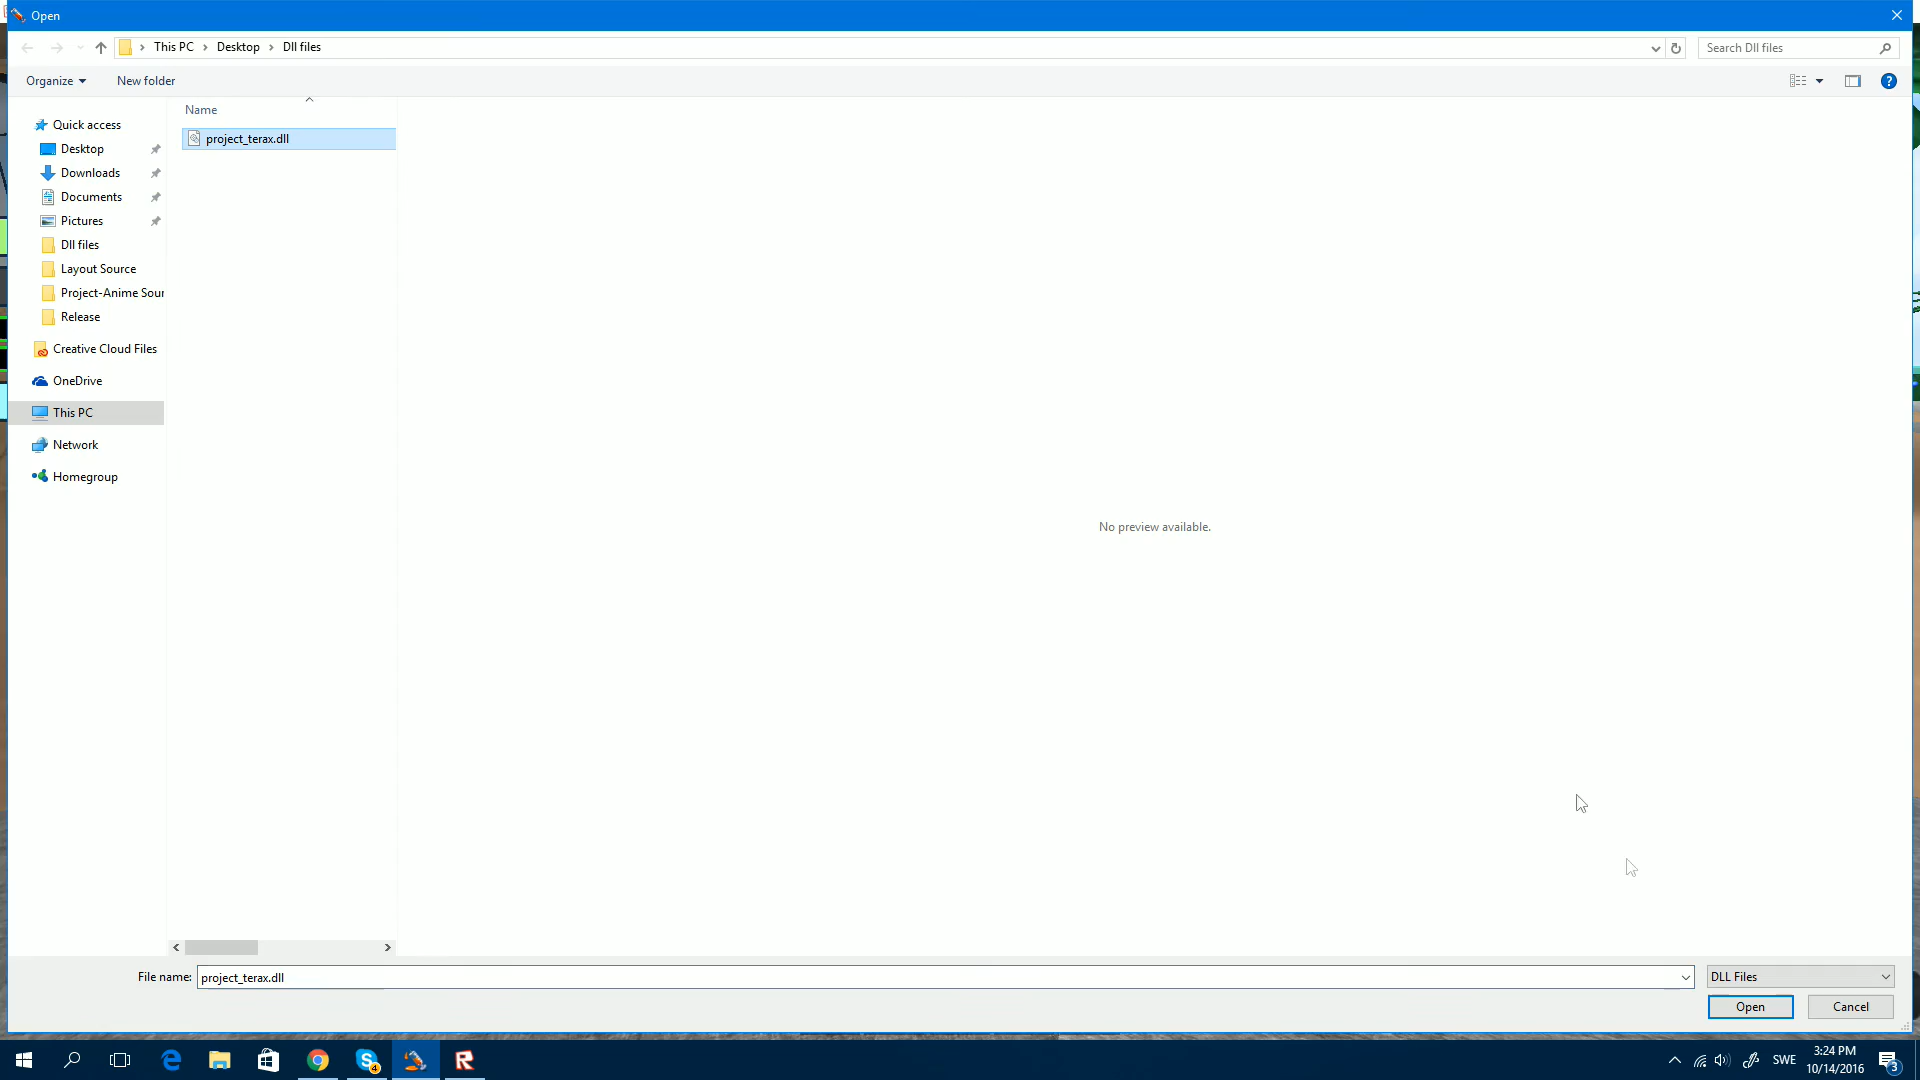 Open
This PC > Desktop > Dll files
Search Dll files
Organize
New folder
Name
project_terax.dll
Quick access
Desktop
Downloads
Documents
Pictures
Dll files
Layout Source
Project-Anime Sour
Release
Creative Cloud Files
OneDrive
This PC
Network
Homegroup
No preview available.
File name: project_terax.dll
DLL Files
Open
Cancel
4
SWE
3:24 PM
10/14/2016
3